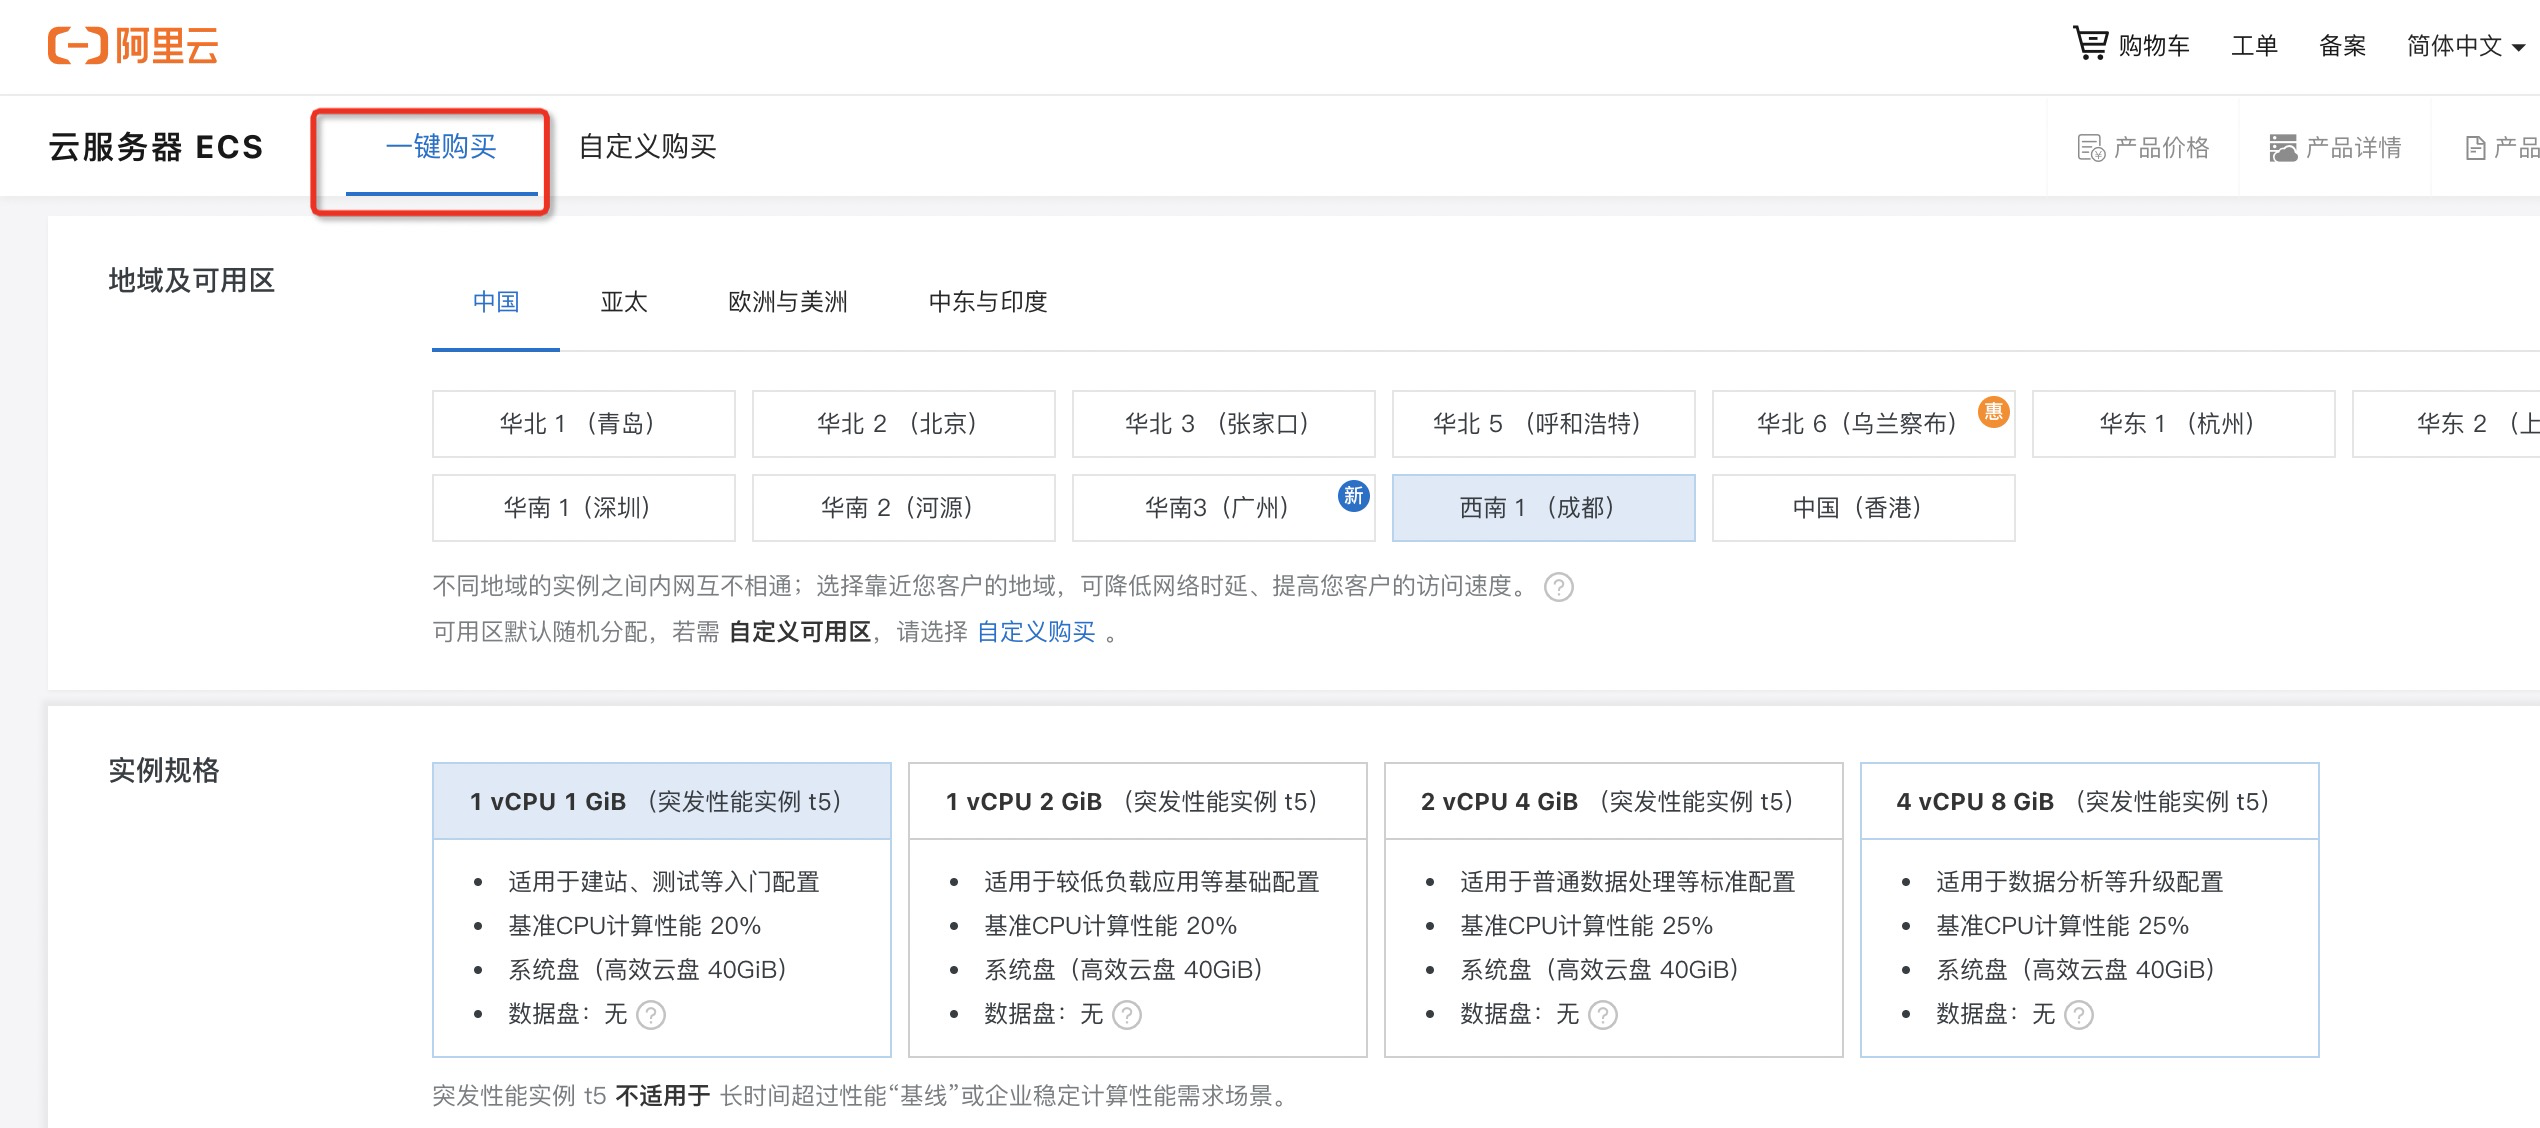 阿里云
购物车 工单 备案 简体中文
云服务器 ECS 一键购买 自定义购买 产品价格 产品详情 产品
地域及可用区
中国 亚太 欧洲与美洲 中东与印度
华北 1 （青岛） 华北 2 （北京） 华北 3 （张家口） 华北 5 （呼和浩特） 华北 6（乌兰察布） 惠 华东 1 （杭州） 华东 2 （上
华南 1（深圳） 华南 2（河源） 华南3（广州） 新 西南 1 （成都） 中国（香港）
不同地域的实例之间内网互不相通；选择靠近您客户的地域，可降低网络时延、提高您客户的访问速度。 ?
可用区默认随机分配，若需 自定义可用区，请选择 自定义购买 。
实例规格
1 vCPU 1 GiB （突发性能实例 t5） 1 vCPU 2 GiB （突发性能实例 t5） 2 vCPU 4 GiB （突发性能实例 t5） 4 vCPU 8 GiB （突发性能实例 t5）
• 适用于建站、测试等入门配置 • 适用于较低负载应用等基础配置 • 适用于普通数据处理等标准配置 • 适用于数据分析等升级配置
• 基准CPU计算性能 20% • 基准CPU计算性能 20% • 基准CPU计算性能 25% • 基准CPU计算性能 25%
• 系统盘（高效云盘 40GiB） • 系统盘（高效云盘 40GiB） • 系统盘（高效云盘 40GiB） • 系统盘（高效云盘 40GiB）
• 数据盘：无 ? • 数据盘：无 ? • 数据盘：无 ? • 数据盘：无 ?
突发性能实例 t5 不适用于 长时间超过性能“基线”或企业稳定计算性能需求场景。